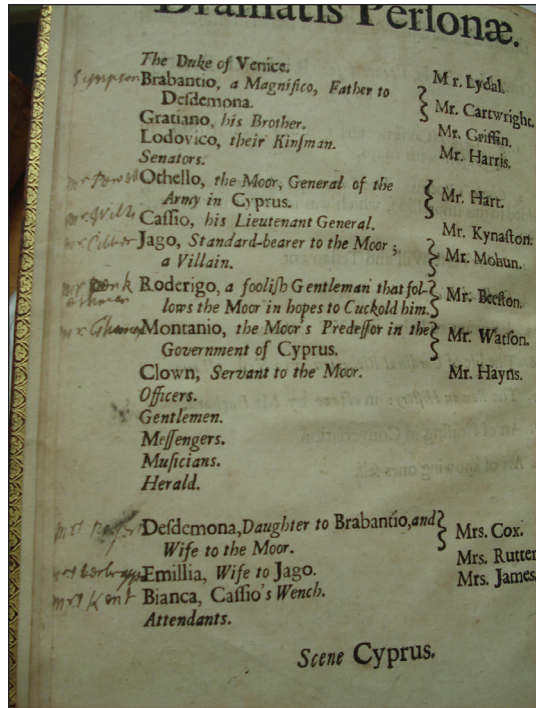 Dramatis Perſonæ.
The Duke of Venice. Mr. Lydal.
Simpson Brabantio, a Magnifico, Father to
Deſdemona. Mr. Cartwright.
Gratiano, his Brother. Mr. Griffin.
Lodovico, their Kinſman. Mr. Harris.
Senators.
mr Powell Othello, the Moor, General of the
Army in Cyprus. Mr. Hart.
Caſſio, his Lieutenant General. Mr. Kynaſton.
mr Cibber Jago, Standard-bearer to the Moor ;
a Villain. Mr. Mohun.
mr Roderigo, a fooliſh Gentleman that fol-
lows the Moor in hopes to Cuckold him. Mr. Beeſton.
mr Montanio, the Moor's Predeſſor in the
Government of Cyprus. Mr. Watſon.
Clown, Servant to the Moor. Mr. Hayns.
Officers.
Gentlemen.
Meſſengers.
Muſicians.
Herald.
Deſdemona, Daughter to Brabantio, and
Wife to the Moor. Mrs. Cox.
Emillia, Wife to Jago. Mrs. Rutter
mrs Kent Bianca, Caſſio's Wench. Mrs. James.
Attendants.
Scene Cyprus.